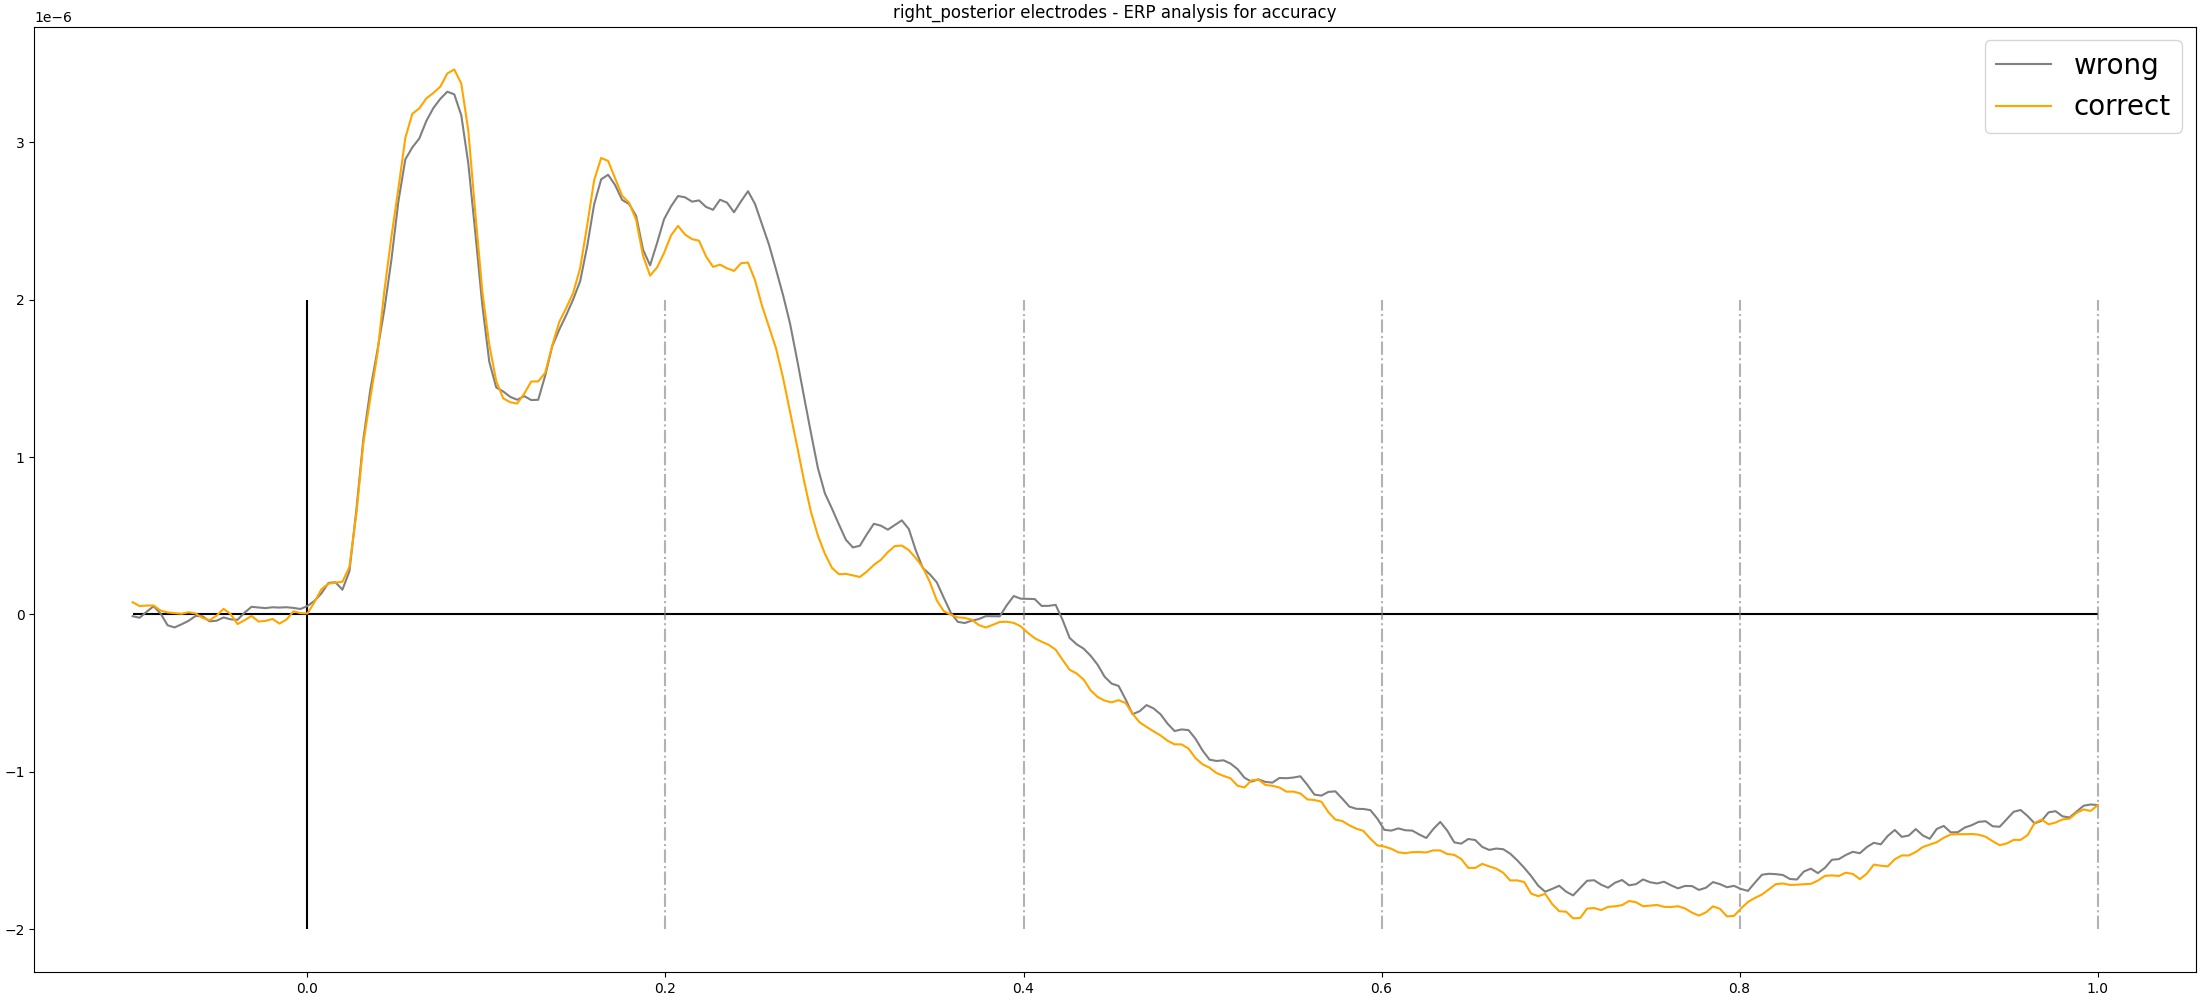 right_posterior electrodes - ERP analysis for accuracy
1e−6
wrong
correct
3
2
1
0
−1
−2
0.0 0.2 0.4 0.6 0.8 1.0